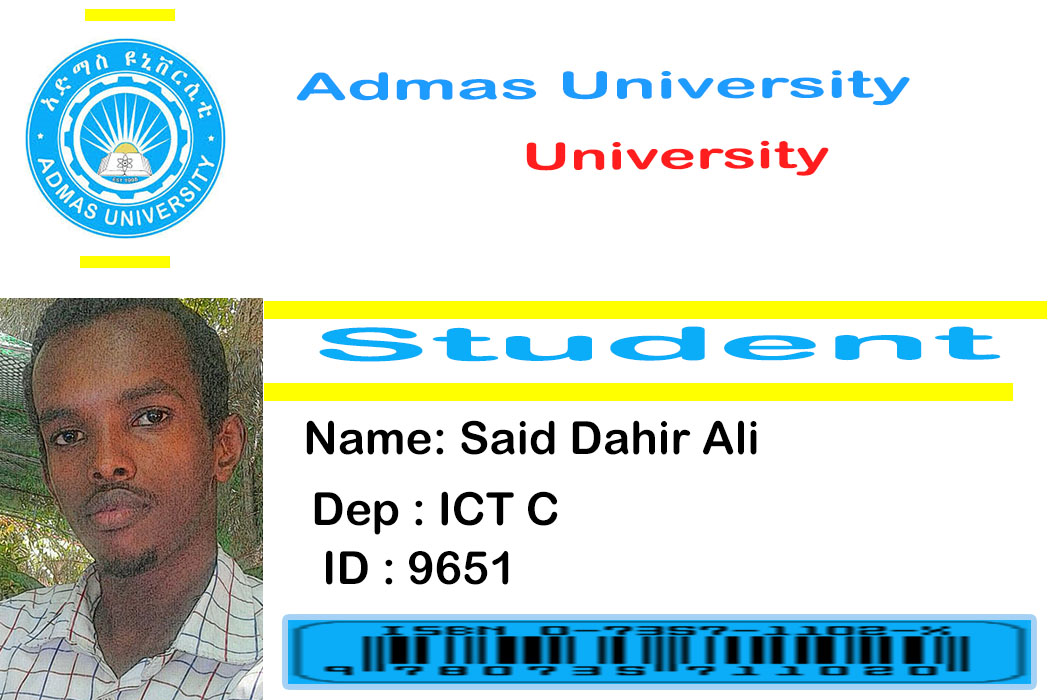 አድማስ ዩኒቨርሲቲ
ADMAS UNIVERSITY
EST 1998
Admas University
University
Student
Name: Said Dahir Ali
Dep : ICT C
ID : 9651
ISBN 0-7357-1102-X
9 780735 711020